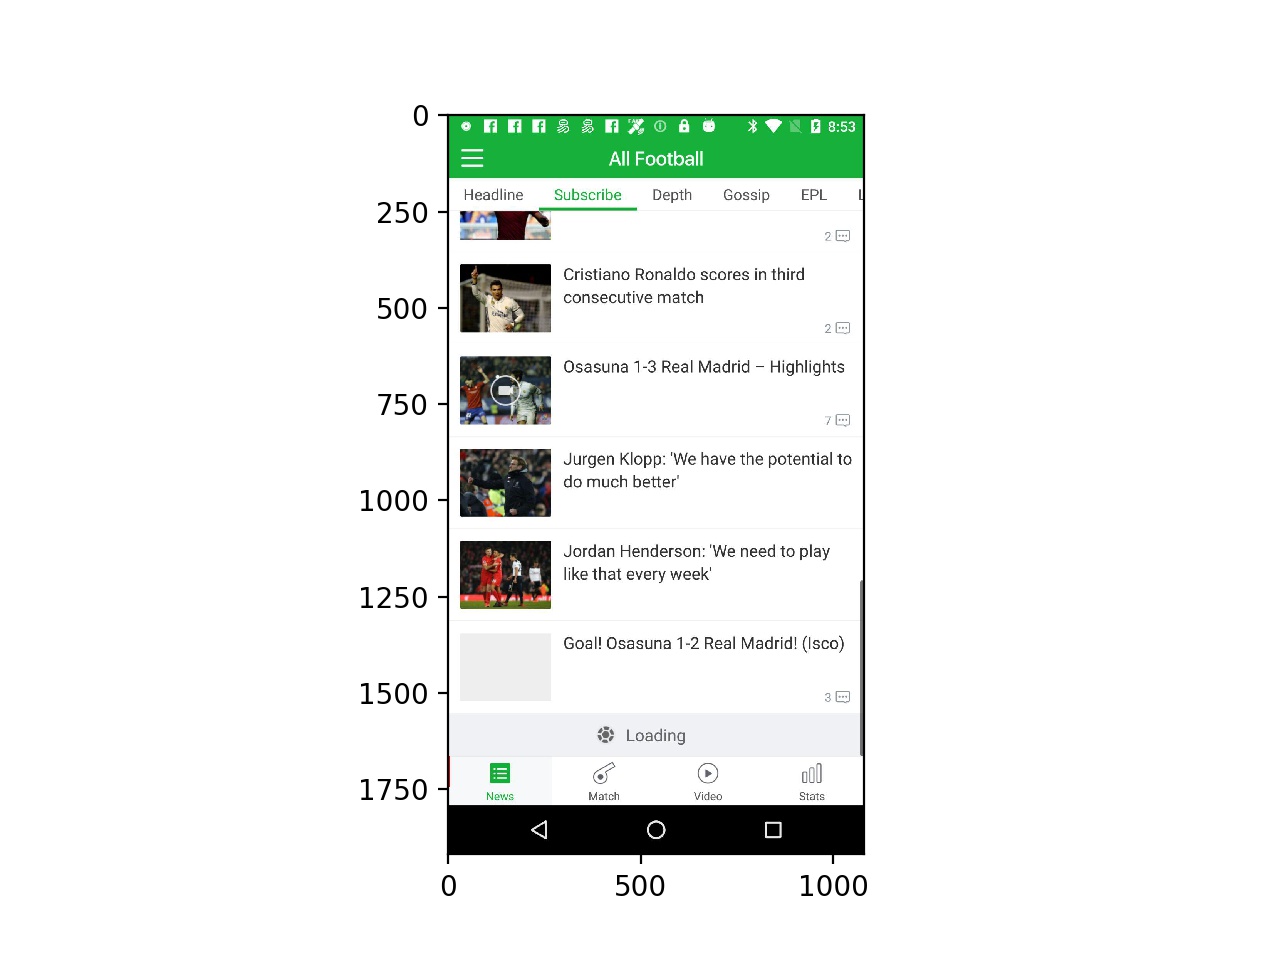 0
250
500
750
1000
1250
1500
1750
0
500
1000
8:53
All Football
Headline
Subscribe
Depth
Gossip
EPL
L
2
Cristiano Ronaldo scores in third
consecutive match
2
Osasuna 1-3 Real Madrid – Highlights
7
Jurgen Klopp: 'We have the potential to
do much better'
Jordan Henderson: 'We need to play
like that every week'
Goal! Osasuna 1-2 Real Madrid! (Isco)
3
Loading
News
Match
Video
Stats